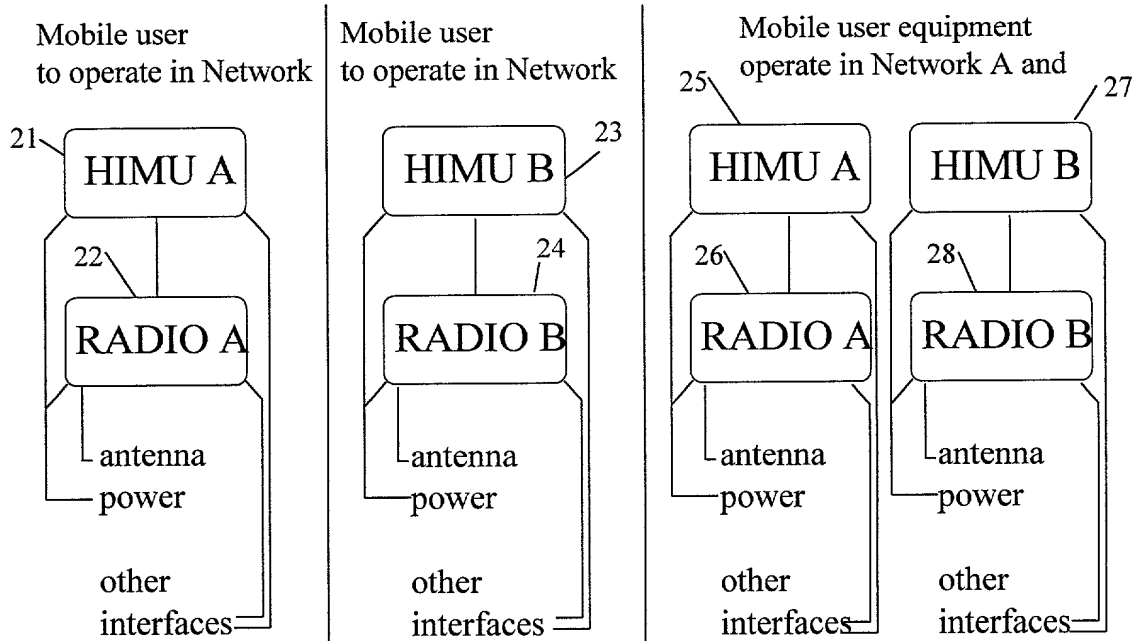 Mobile user
to operate in Network
21
HIMU A
22
RADIO A
antenna
power
other
interfaces
Mobile user
to operate in Network
23
HIMU B
24
RADIO B
antenna
power
other
interfaces
Mobile user equipment
operate in Network A and
25
HIMU A
26
RADIO A
antenna
power
other
interfaces
27
HIMU B
28
RADIO B
antenna
power
other
interfaces